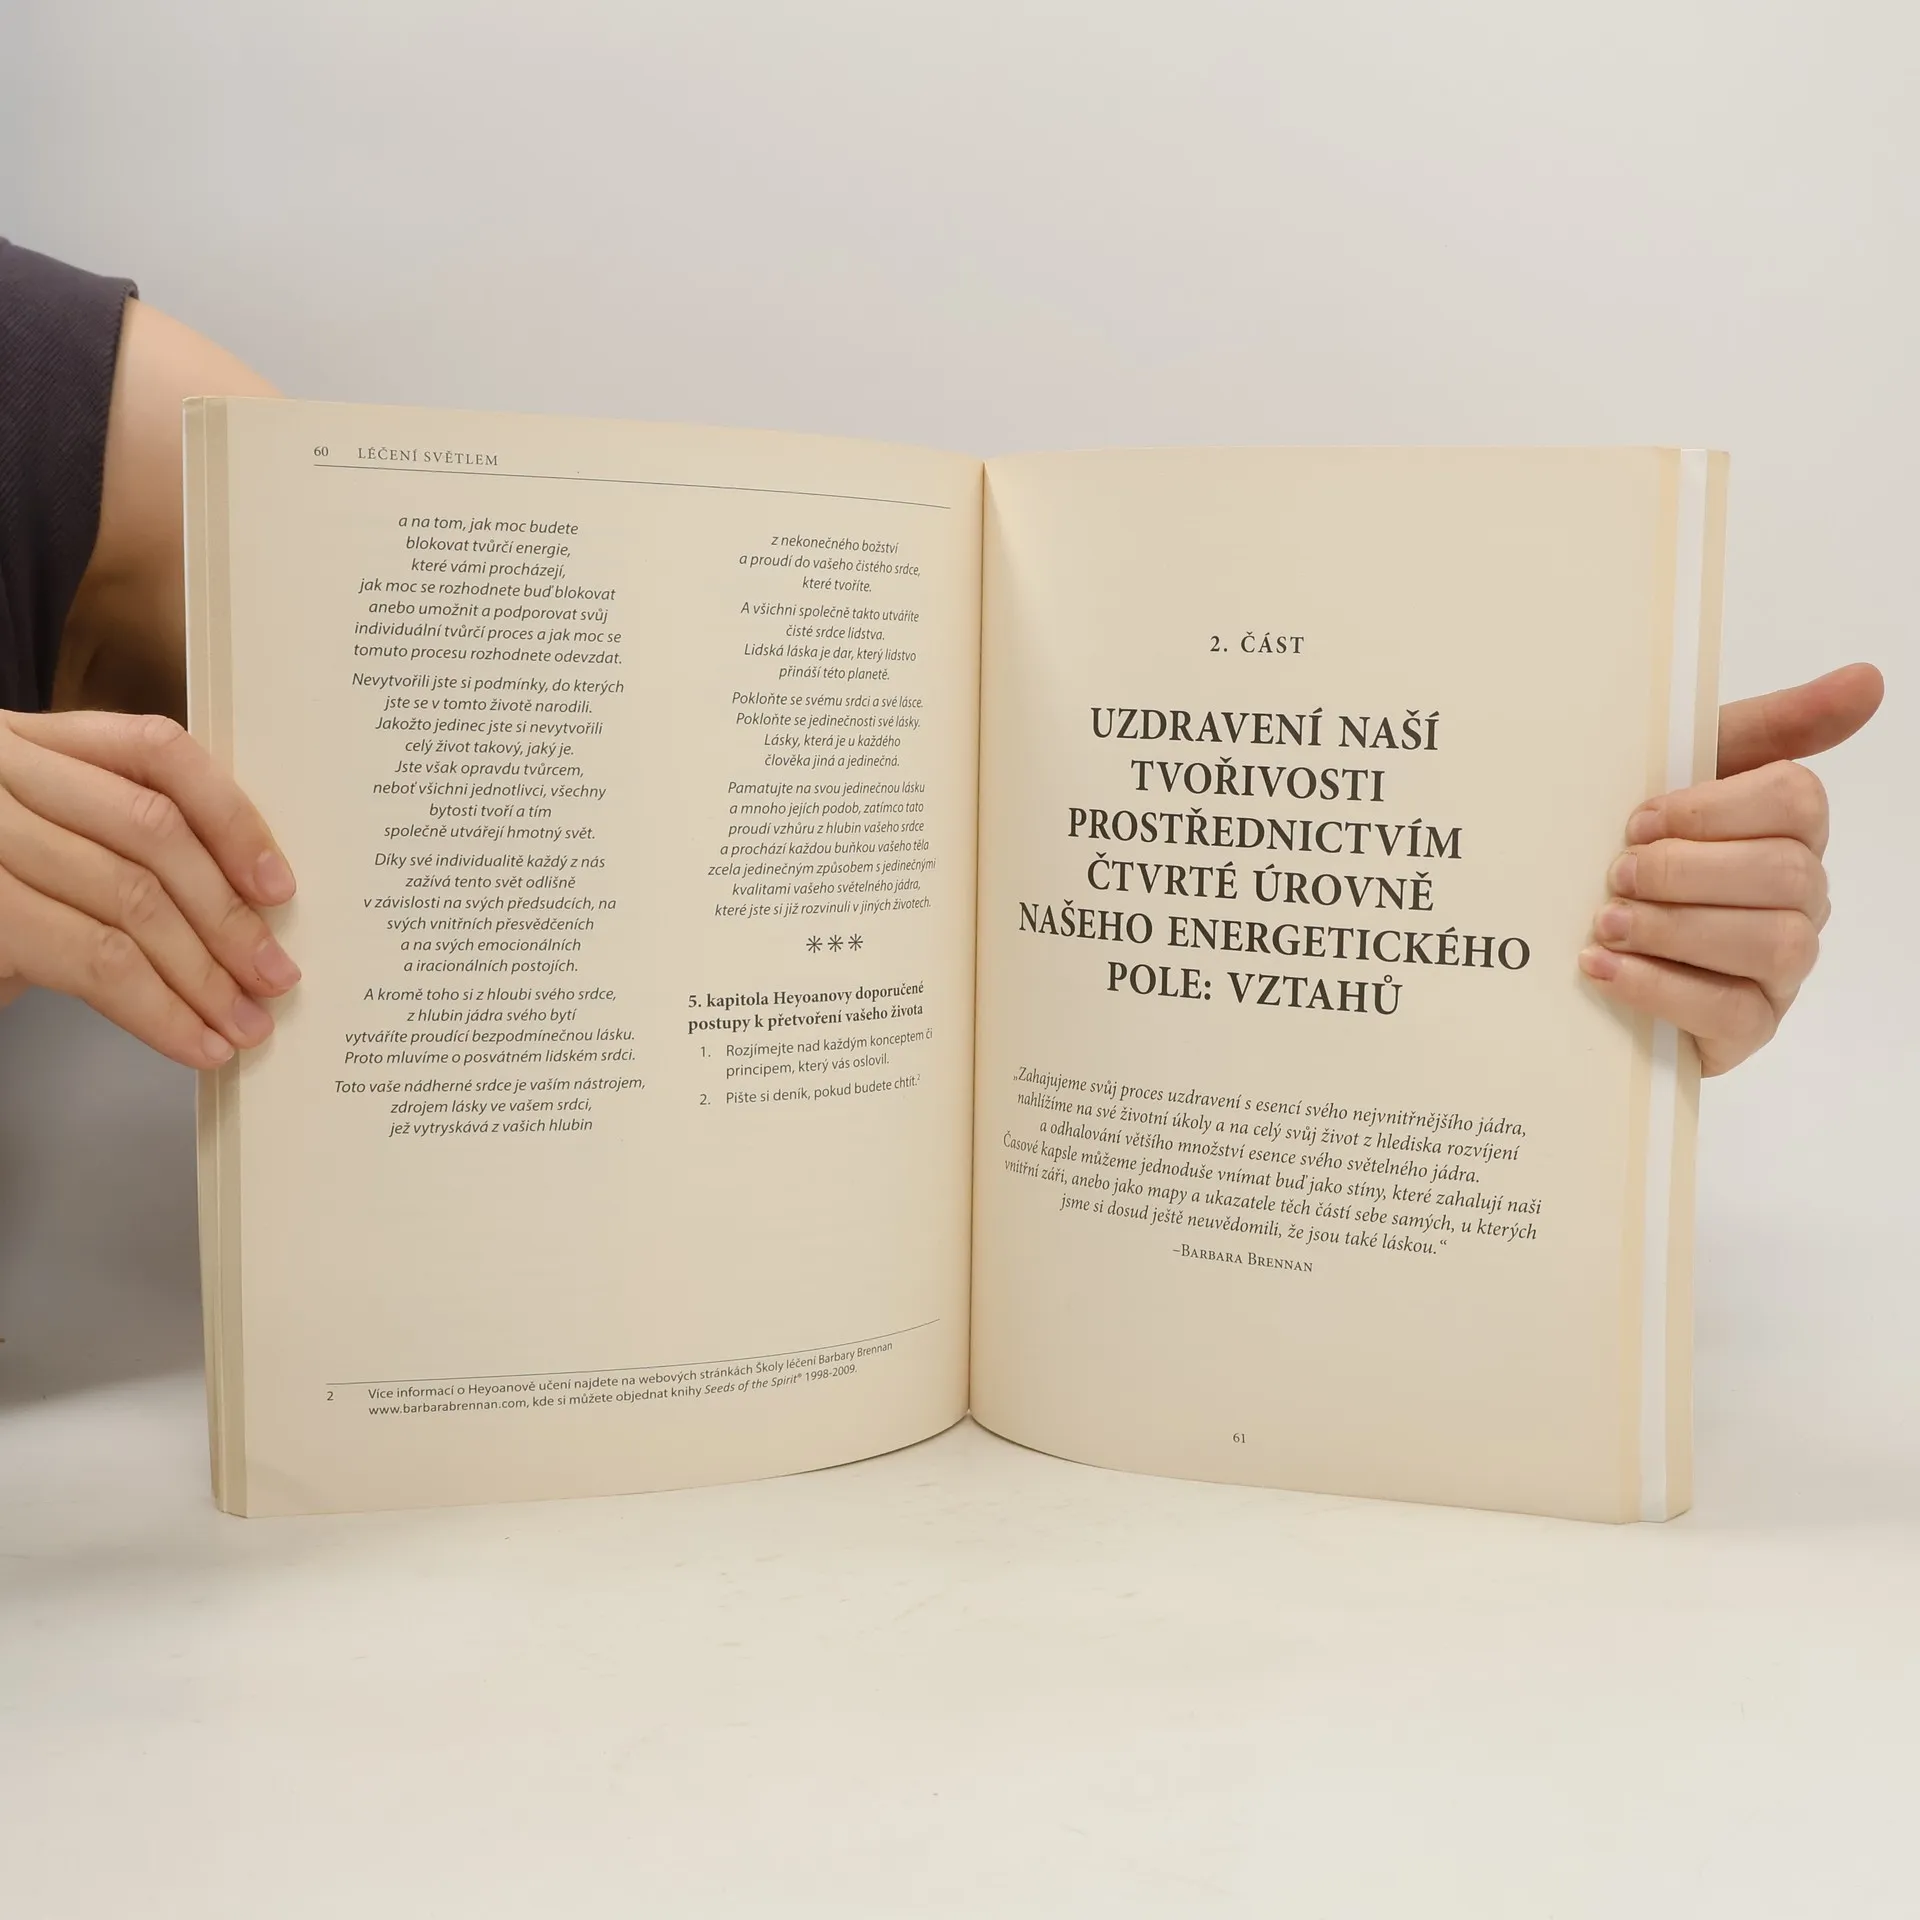 60 LÉČENÍ SVĚTLEM
a na tom, jak moc budete
blokovat tvůrčí energie,
které vámi procházejí,
jak moc se rozhodnete buď blokovat
anebo umožnit a podporovat svůj
individuální tvůrčí proces a jak moc se
tomuto procesu rozhodnete odevzdat.
Nevytvořili jste si podmínky, do kterých
jste se v tomto životě narodili.
Jakožto jedinec jste si nevytvořili
celý život takový, jaký je.
Jste však opravdu tvůrcem,
neboť všichni jednotlivci, všechny
bytosti tvoří a tím
společně utvářejí hmotný svět.
Díky své individualitě každý z nás
zažívá tento svět odlišně
v závislosti na svých předsudcích, na
svých vnitřních přesvědčeních
a na svých emocionálních
a iracionálních postojích.
A kromě toho si z hloubi svého srdce,
z hlubin jádra svého bytí
vytváříte proudící bezpodmínečnou lásku.
Proto mluvíme o posvátném lidském srdci.
Toto vaše nádherné srdce je vaším nástrojem,
zdrojem lásky ve vašem srdci,
jež vytryskává z vašich hlubin
z nekonečného božství
a proudí do vašeho čistého srdce,
které tvoříte.
A všichni společně takto utváříte
čisté srdce lidstva.
Lidská láska je dar, který lidstvo
přináší této planetě.
Pokloňte se svému srdci a své lásce.
Pokloňte se jedinečnosti své lásky.
Lásky, která je u každého
člověka jiná a jedinečná.
Pamatujte na svou jedinečnou lásku
a mnoho jejích podob, zatímco tato
proudí vzhůru z hlubin vašeho srdce
a prochází každou buňkou vašeho těla
zcela jedinečným způsobem s jedinečnými
kvalitami vašeho světelného jádra,
které jste si již rozvinuli v jiných životech.
✳✳✳
5. kapitola Heyoanovy doporučené
postupy k přetvoření vašeho života
1. Rozjímejte nad každým konceptem či
principem, který vás oslovil.
2. Pište si deník, pokud budete chtít.²
2 Více informací o Heyoanově učení najdete na webových stránkách Školy léčení Barbary Brennan
www.barbarabrennan.com, kde si můžete objednat knihy Seeds of the Spirit® 1998-2009.
2. ČÁST
UZDRAVENÍ NAŠÍ
TVOŘIVOSTI
PROSTŘEDNICTVÍM
ČTVRTÉ ÚROVNĚ
NAŠEHO ENERGETICKÉHO
POLE: VZTAHŮ
„Zahajujeme svůj proces uzdravení s esencí svého nejvnitřnějšího jádra,
nahlížíme na své životní úkoly a na celý svůj život z hlediska rozvíjení
a odhalování většího množství esence svého světelného jádra.
Časové kapsle můžeme jednoduše vnímat buď jako stíny, které zahalují naši
vnitřní záři, anebo jako mapy a ukazatele těch částí sebe samých, u kterých
jsme si dosud ještě neuvědomili, že jsou také láskou.“
–BARBARA BRENNAN
61